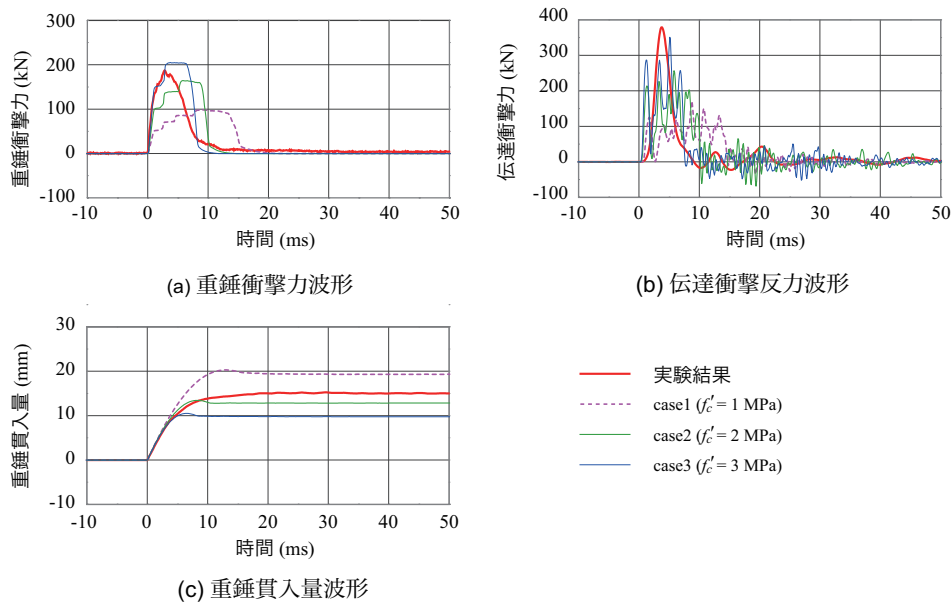 300
200
100
0
-100
重錘衝撃力 (kN)
-10 0 10 20 30 40 50
時間 (ms)
(a) 重錘衝撃力波形
400
300
200
100
0
-100
伝達衝撃力 (kN)
-10 0 10 20 30 40 50
時間 (ms)
(b) 伝達衝撃反力波形
30
20
10
0
-10
重錘貫入量 (mm)
-10 0 10 20 30 40 50
時間 (ms)
(c) 重錘貫入量波形
実験結果
case1 (f′c = 1 MPa)
case2 (f′c = 2 MPa)
case3 (f′c = 3 MPa)